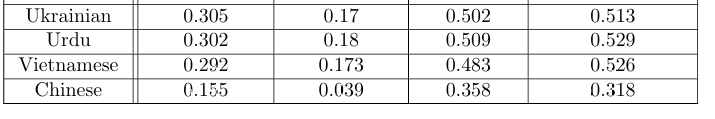 Ukrainian 0.305 0.17 0.502 0.513
Urdu 0.302 0.18 0.509 0.529
Vietnamese 0.292 0.173 0.483 0.526
Chinese 0.155 0.039 0.358 0.318